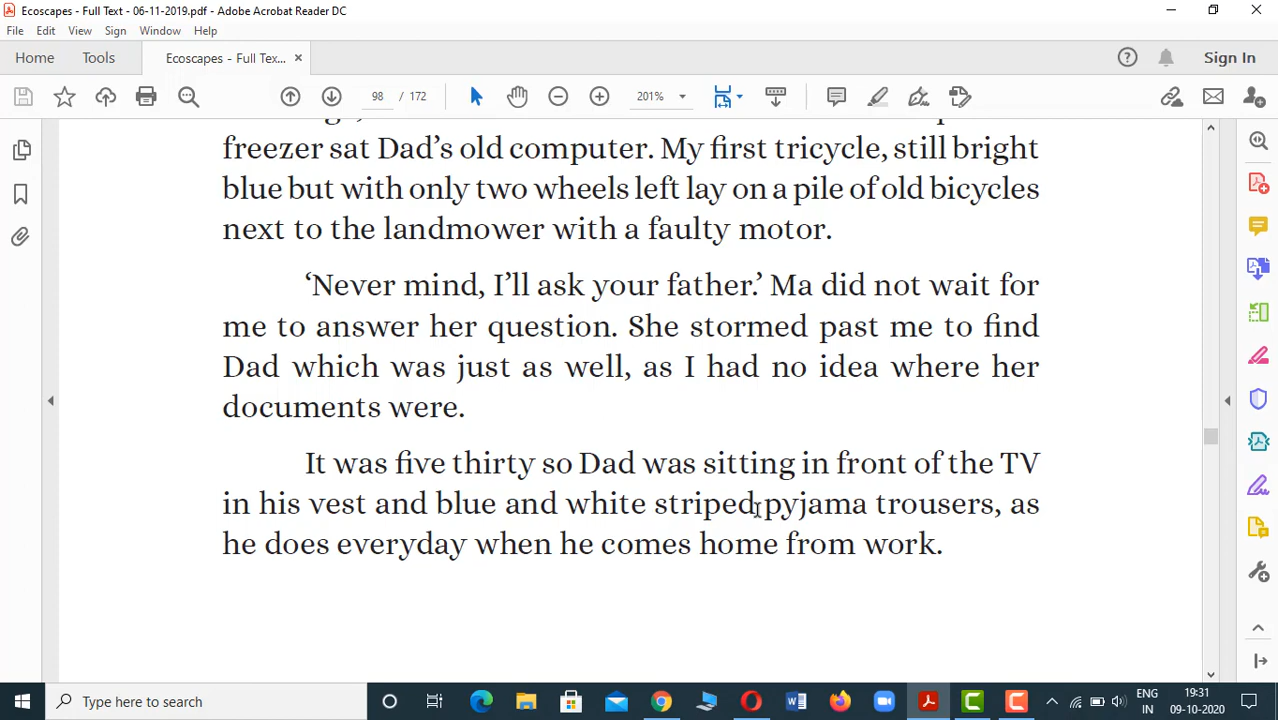 Ecoscapes - Full Text - 06-11-2019.pdf - Adobe Acrobat Reader DC
File Edit View Sign Window Help
Home Tools Ecoscapes - Full Tex... × Sign In
98 / 172 201%
freezer sat Dad’s old computer. My first tricycle, still bright
blue but with only two wheels left lay on a pile of old bicycles
next to the landmower with a faulty motor.
‘Never mind, I’ll ask your father.’ Ma did not wait for
me to answer her question. She stormed past me to find
Dad which was just as well, as I had no idea where her
documents were.
It was five thirty so Dad was sitting in front of the TV
in his vest and blue and white striped pyjama trousers, as
he does everyday when he comes home from work.
Type here to search
ENG 19:31
IN 09-10-2020